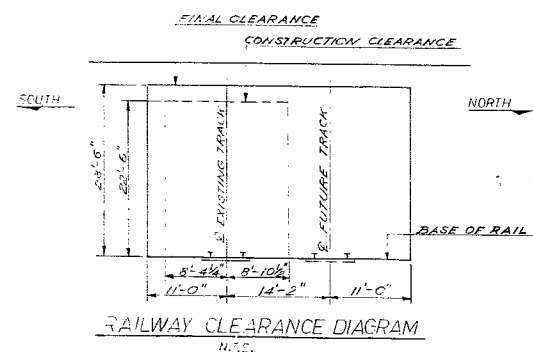 FINAL CLEARANCE
CONSTRUCTION CLEARANCE
SOUTH
NORTH
23'-6"
22'-6"
℄ EXISTING TRACK
℄ FUTURE TRACK
BASE OF RAIL
8'-4¼" 8'-10½"
11'-0" 14'-2" 11'-0"
RAILWAY CLEARANCE DIAGRAM
N.T.S.